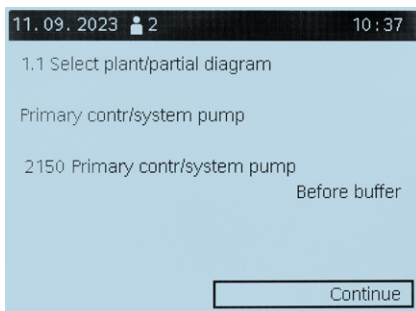 11.09.2023 2 10:37
1.1 Select plant/partial diagram
Primary contr/system pump
2150 Primary contr/system pump
Before buffer
Continue